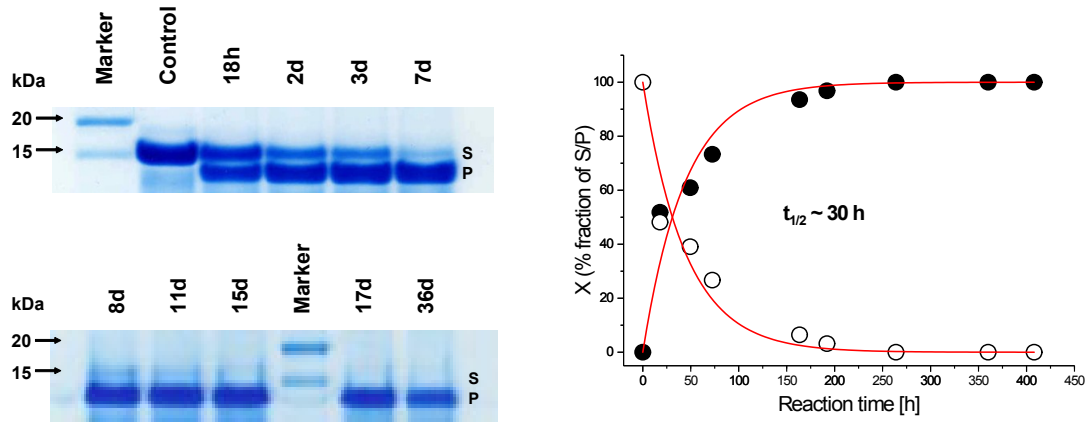 kDa Marker Control 18h 2d 3d 7d
20
15
S
P
kDa 8d 11d 15d Marker 17d 36d
20
15
S
P
X (% fraction of S/P)
100
80
60
40
20
0
t1/2 ~ 30 h
0 50 100 150 200 250 300 350 400 450
Reaction time [h]